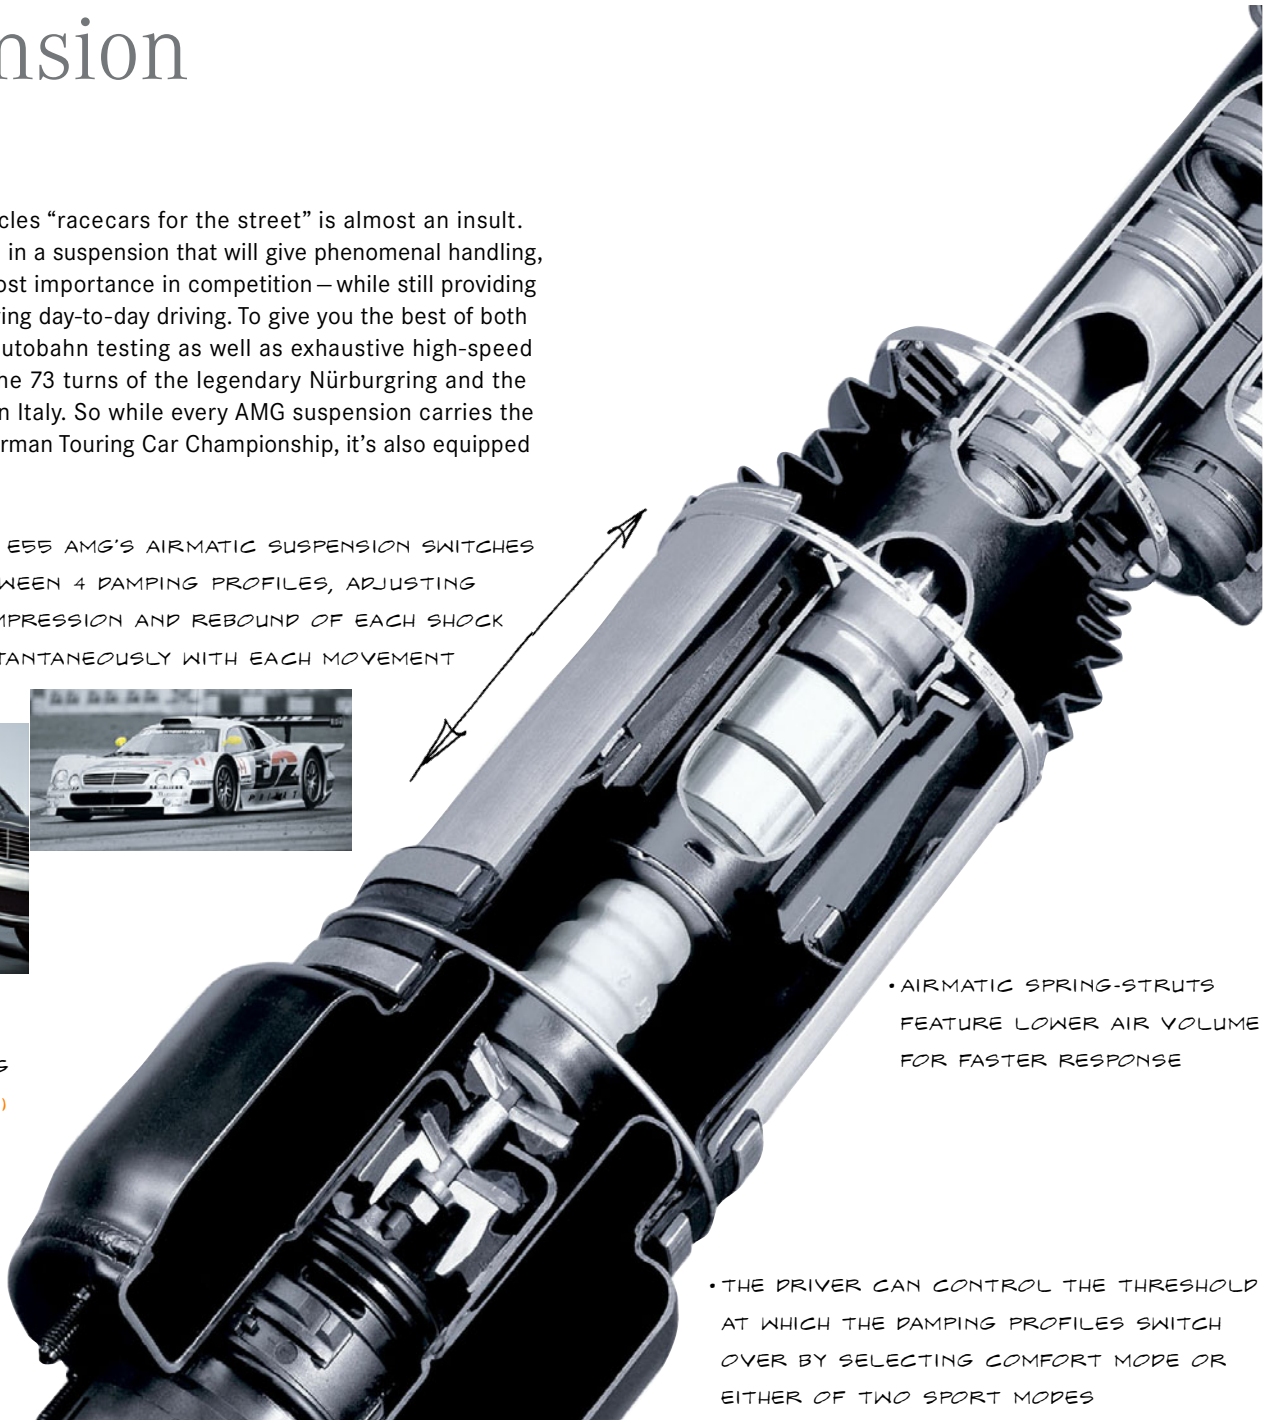 nsion
cles “racecars for the street” is almost an insult.
in a suspension that will give phenomenal handling,
ost importance in competition – while still providing
ing day-to-day driving. To give you the best of both
utobahn testing as well as exhaustive high-speed
ne 73 turns of the legendary Nürburgring and the
n Italy. So while every AMG suspension carries the
rman Touring Car Championship, it’s also equipped
E55 AMG’S AIRMATIC SUSPENSION SWITCHES
WEEN 4 DAMPING PROFILES, ADJUSTING
MPRESSION AND REBOUND OF EACH SHOCK
TANTANEOUSLY WITH EACH MOVEMENT
• AIRMATIC SPRING-STRUTS
FEATURE LOWER AIR VOLUME
FOR FASTER RESPONSE
S
)
• THE DRIVER CAN CONTROL THE THRESHOLD
AT WHICH THE DAMPING PROFILES SWITCH
OVER BY SELECTING COMFORT MODE OR
EITHER OF TWO SPORT MODES